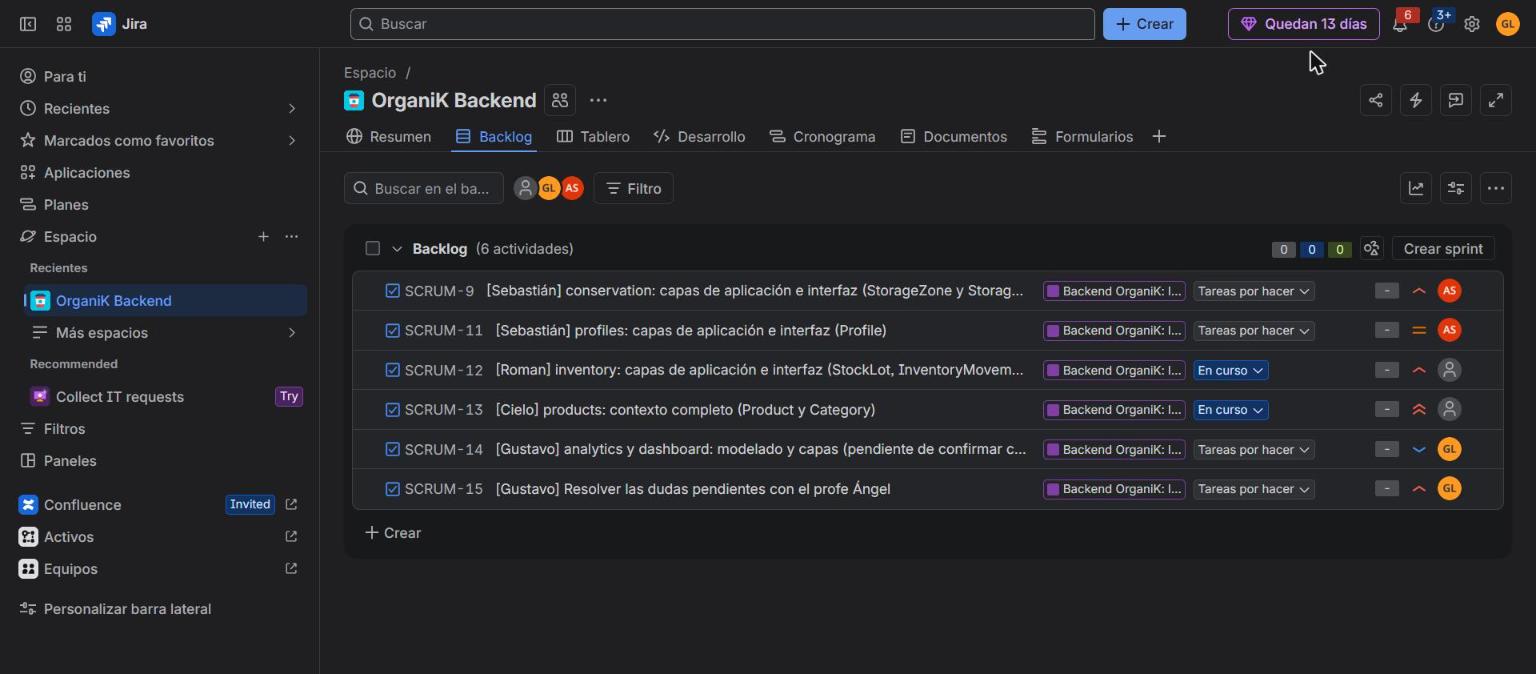 Jira
Buscar
Crear
Quedan 13 días
6
3+
GL
Para ti
Recientes
Marcados como favoritos
Aplicaciones
Planes
Espacio
Recientes
OrganiK Backend
Más espacios
Recommended
Collect IT requests
Try
Filtros
Paneles
Confluence
Invited
Activos
Equipos
Personalizar barra lateral
Espacio /
OrganiK Backend
Resumen
Backlog
Tablero
Desarrollo
Cronograma
Documentos
Formularios
Buscar en el ba...
GL
AS
Filtro
Backlog (6 actividades)
0 0 0
Crear sprint
SCRUM-9 [Sebastián] conservation: capas de aplicación e interfaz (StorageZone y Storag... Backend OrganiK: I... Tareas por hacer - AS
SCRUM-11 [Sebastián] profiles: capas de aplicación e interfaz (Profile) Backend OrganiK: I... Tareas por hacer - AS
SCRUM-12 [Roman] inventory: capas de aplicación e interfaz (StockLot, InventoryMovem... Backend OrganiK: I... En curso -
SCRUM-13 [Cielo] products: contexto completo (Product y Category) Backend OrganiK: I... En curso -
SCRUM-14 [Gustavo] analytics y dashboard: modelado y capas (pendiente de confirmar c... Backend OrganiK: I... Tareas por hacer - GL
SCRUM-15 [Gustavo] Resolver las dudas pendientes con el profe Ángel Backend OrganiK: I... Tareas por hacer - GL
Crear